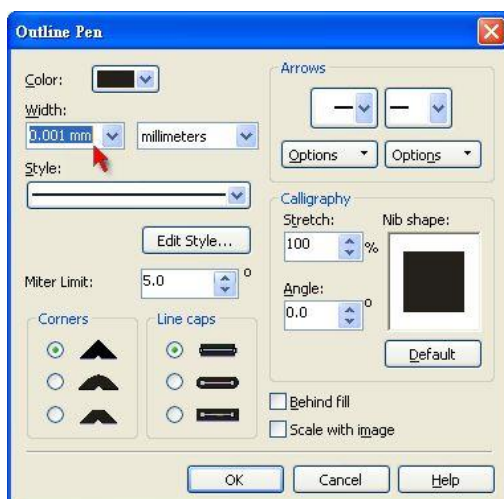 Outline Pen
Color:
Width:
0.001 mm
millimeters
Style:
Edit Style...
Miter Limit:
5.0
°
Corners
Line caps
Arrows
Options
Options
Calligraphy
Stretch:
100
%
Angle:
0.0
°
Nib shape:
Default
Behind fill
Scale with image
OK
Cancel
Help